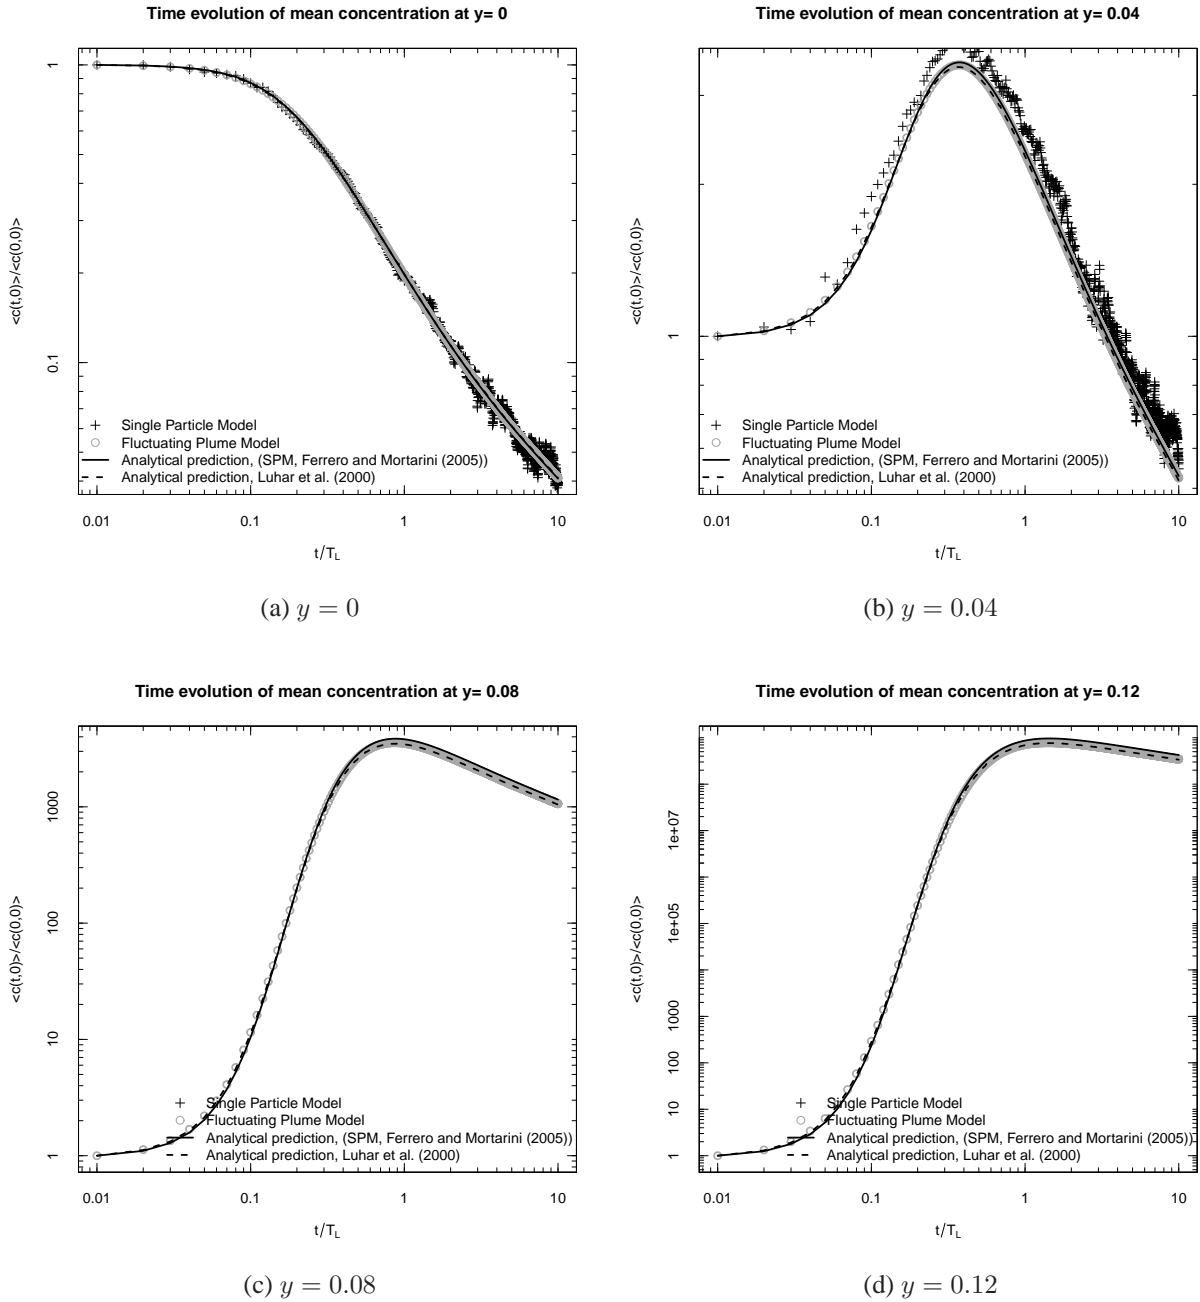 Time evolution of mean concentration at y= 0
<c(t,0)>/<c(0,0)>
1
0.1
+ Single Particle Model
○ Fluctuating Plume Model
Analytical prediction, (SPM, Ferrero and Mortarini (2005))
Analytical prediction, Luhar et al. (2000)
0.01 0.1 1 10
t/T_L
(a) y = 0
Time evolution of mean concentration at y= 0.04
<c(t,0)>/<c(0,0)>
1
+ Single Particle Model
○ Fluctuating Plume Model
Analytical prediction, (SPM, Ferrero and Mortarini (2005))
Analytical prediction, Luhar et al. (2000)
0.01 0.1 1 10
t/T_L
(b) y = 0.04
Time evolution of mean concentration at y= 0.08
<c(t,0)>/<c(0,0)>
1000
100
10
1
+ Single Particle Model
○ Fluctuating Plume Model
Analytical prediction, (SPM, Ferrero and Mortarini (2005))
Analytical prediction, Luhar et al. (2000)
0.01 0.1 1 10
t/T_L
(c) y = 0.08
Time evolution of mean concentration at y= 0.12
<c(t,0)>/<c(0,0)>
1e+07
1e+05
1000
100
10
1
+ Single Particle Model
○ Fluctuating Plume Model
Analytical prediction, (SPM, Ferrero and Mortarini (2005))
Analytical prediction, Luhar et al. (2000)
0.01 0.1 1 10
t/T_L
(d) y = 0.12